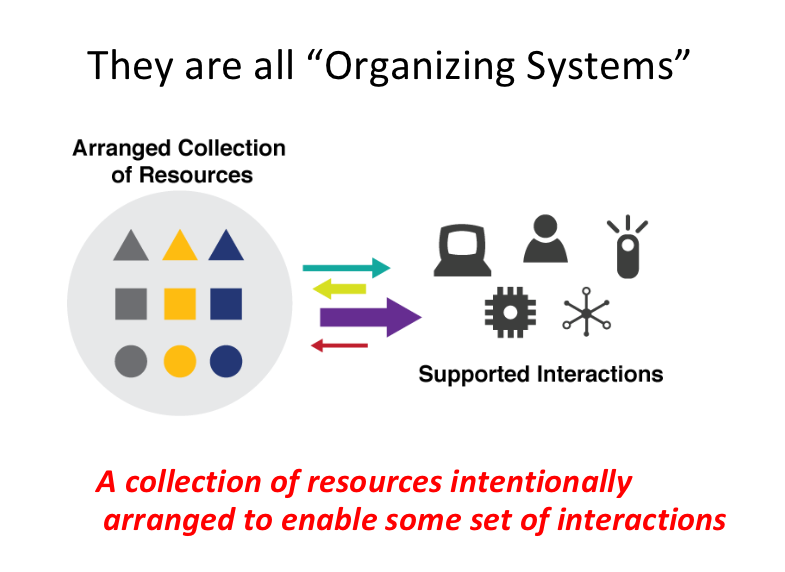 They are all “Organizing Systems”
Arranged Collection
of Resources
Supported Interactions
A collection of resources intentionally
arranged to enable some set of interactions